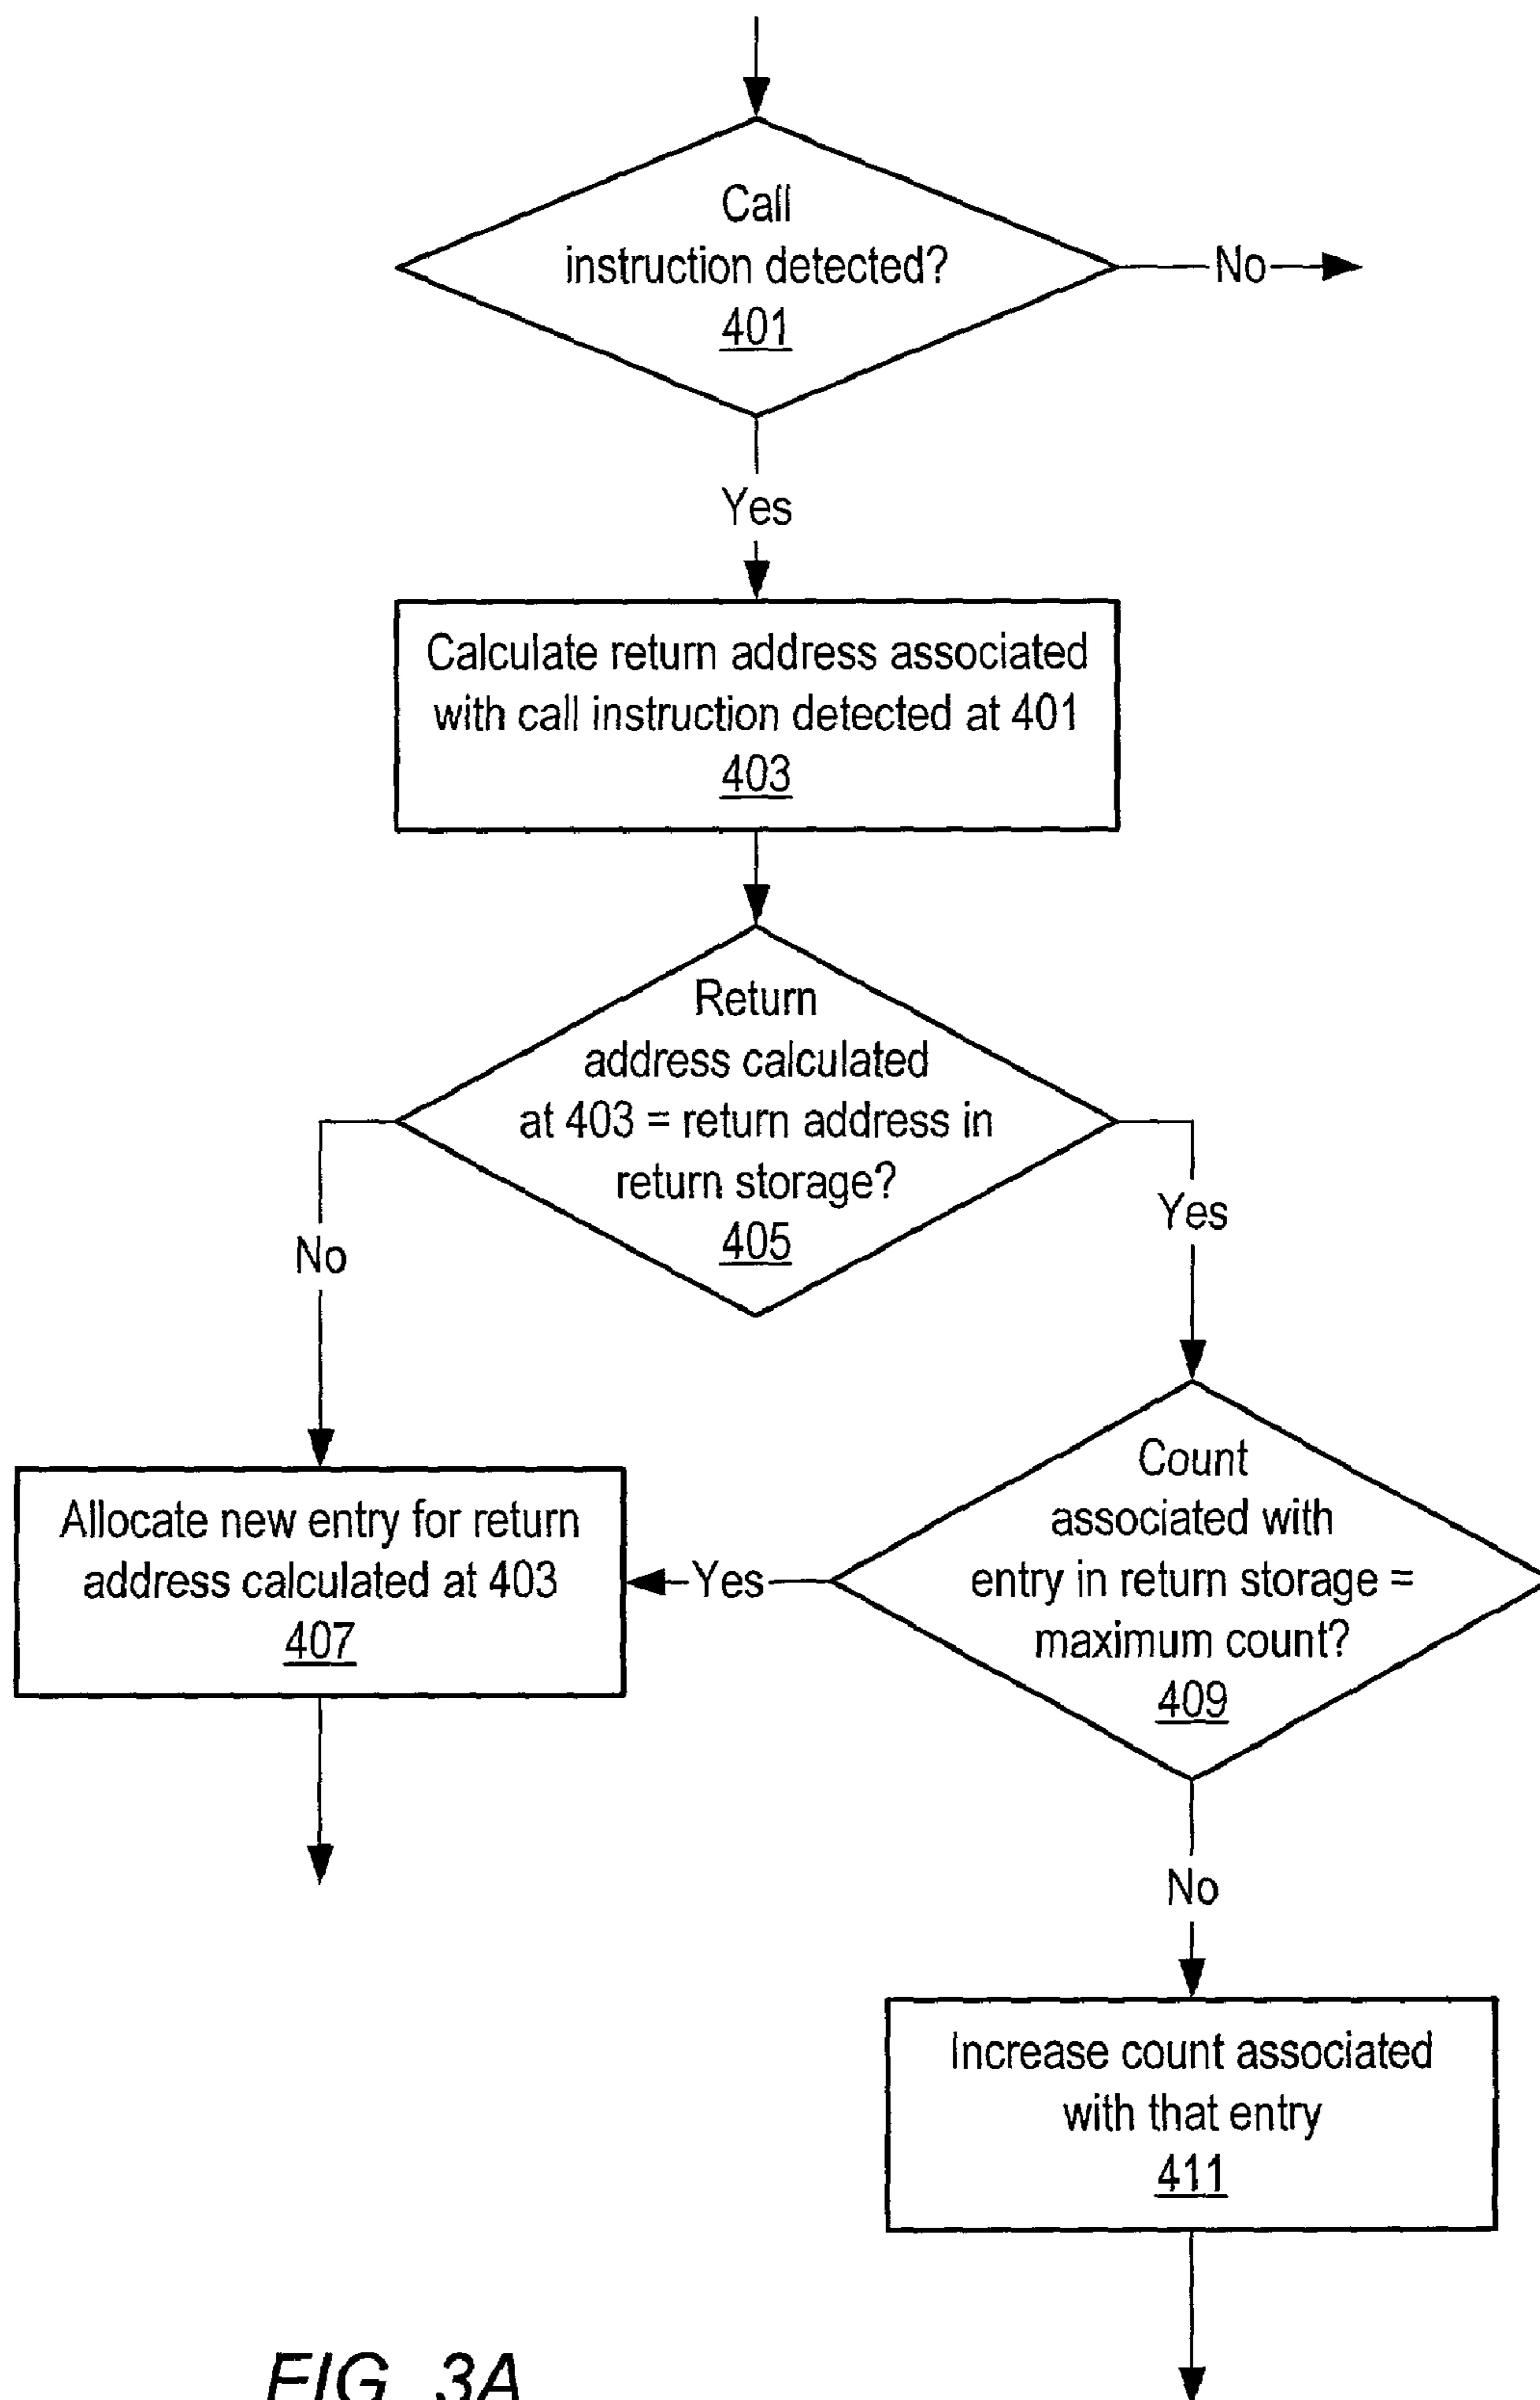 Call
instruction detected?
401
No
Yes
Calculate return address associated
with call instruction detected at 401
403
Return
address calculated
at 403 = return address in
return storage?
405
No
Yes
Allocate new entry for return
address calculated at 403
407
Yes
Count
associated with
entry in return storage =
maximum count?
409
No
Increase count associated
with that entry
411
FIG. 3A